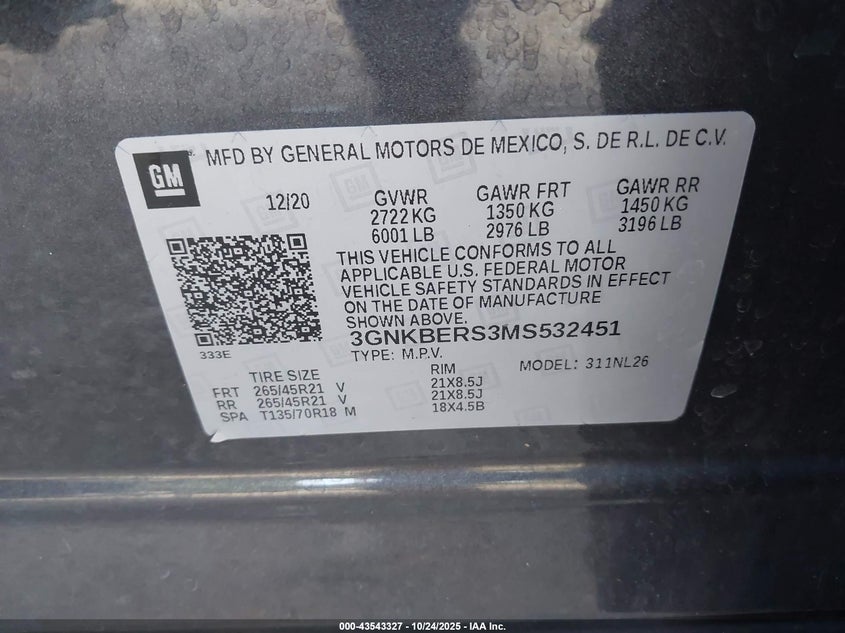 GM
MFD BY GENERAL MOTORS DE MEXICO, S. DE R.L. DE C.V.
12/20
GVWR
2722 KG
6001 LB
GAWR FRT
1350 KG
2976 LB
GAWR RR
1450 KG
3196 LB
THIS VEHICLE CONFORMS TO ALL
APPLICABLE U.S. FEDERAL MOTOR
VEHICLE SAFETY STANDARDS IN EFFECT
ON THE DATE OF MANUFACTURE
SHOWN ABOVE.
333E
3GNKBERS3MS532451
TYPE: M.P.V.
MODEL: 311NL26
TIRE SIZE RIM
FRT 265/45R21 V 21X8.5J
RR 265/45R21 V 21X8.5J
SPA T135/70R18 M 18X4.5B
000-43543327 - 10/24/2025 - IAA Inc.